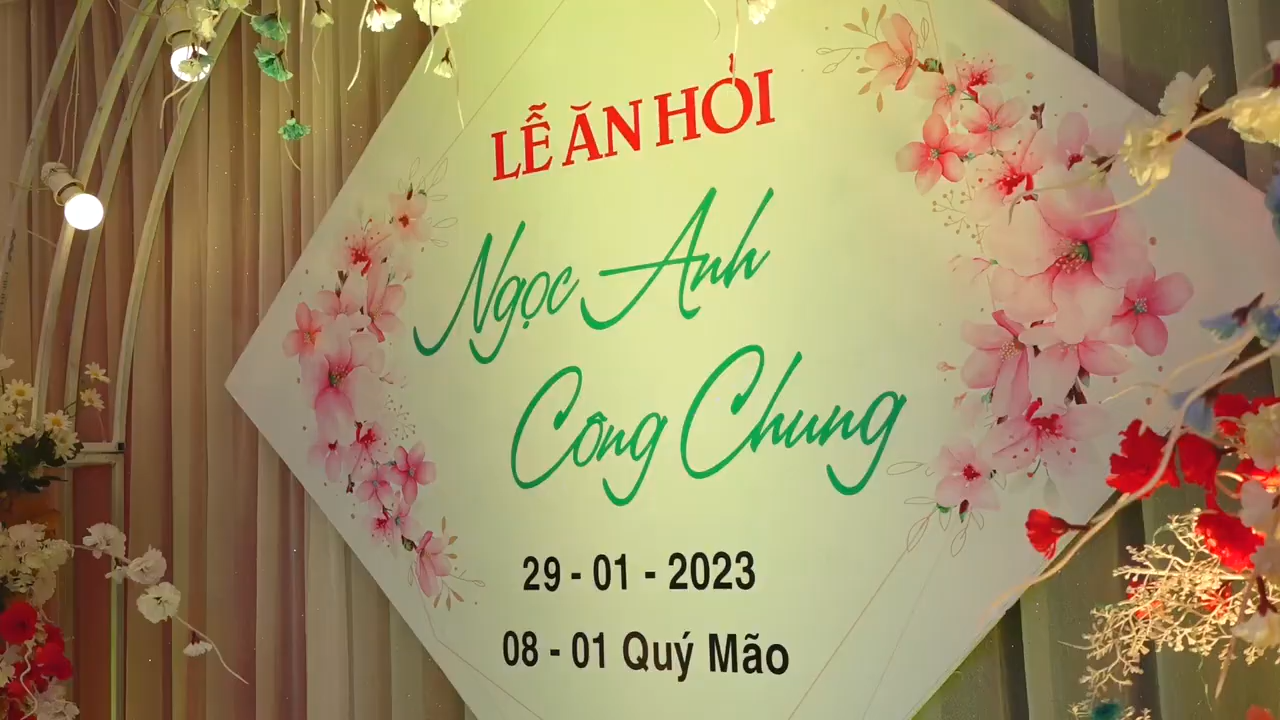 LỄ ĂN HỎI
Ngọc Anh
Công Chung
29 - 01 - 2023
08 - 01 Quý Mão